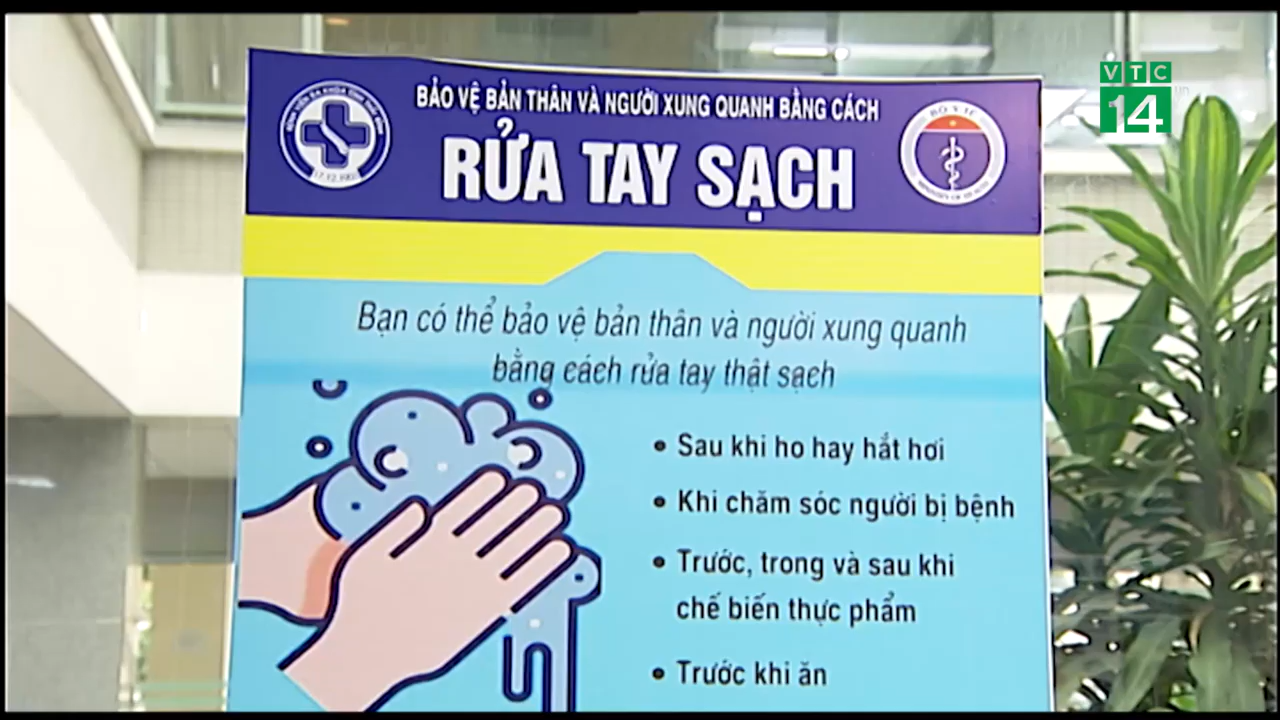 VTC
14
BẢO VỆ BẢN THÂN VÀ NGƯỜI XUNG QUANH BẰNG CÁCH
RỬA TAY SẠCH
BỘ Y TẾ
Bạn có thể bảo vệ bản thân và người xung quanh
bằng cách rửa tay thật sạch
• Sau khi ho hay hắt hơi
• Khi chăm sóc người bị bệnh
• Trước, trong và sau khi
chế biến thực phẩm
• Trước khi ăn